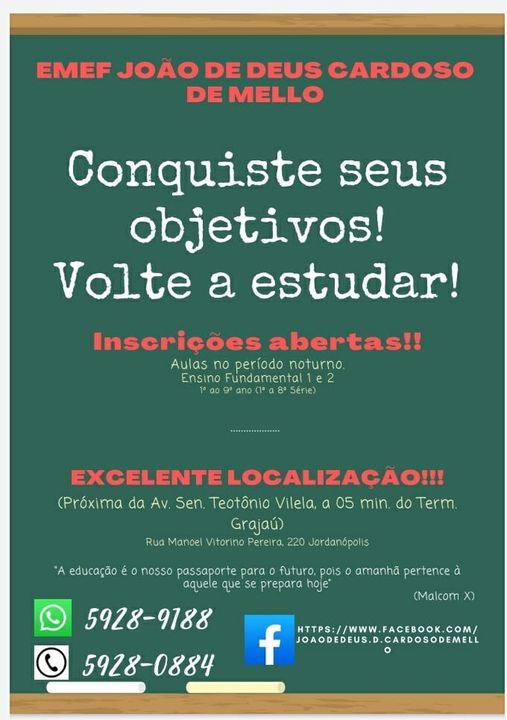 EMEF JOÃO DE DEUS CARDOSO
DE MELLO
Conquiste seus
objetivos!
Volte a estudar!
Inscrições abertas!!
Aulas no período noturno.
Ensino Fundamental 1 e 2
1º ao 9º ano (1ª a 8ª Série)
...................
EXCELENTE LOCALIZAÇÃO!!!
(Próxima da Av. Sen. Teotônio Vilela, a 05 min. do Term.
Grajaú)
Rua Manoel Vitorino Pereira, 220 Jordanópolis
"A educação é o nosso passaporte para o futuro, pois o amanhã pertence à
aquele que se prepara hoje"
(Malcom X)
5928-9188
5928-0884
HTTPS://WWW.FACEBOOK.COM/
JOAODEDEUS.D.CARDOSODEMELL
O